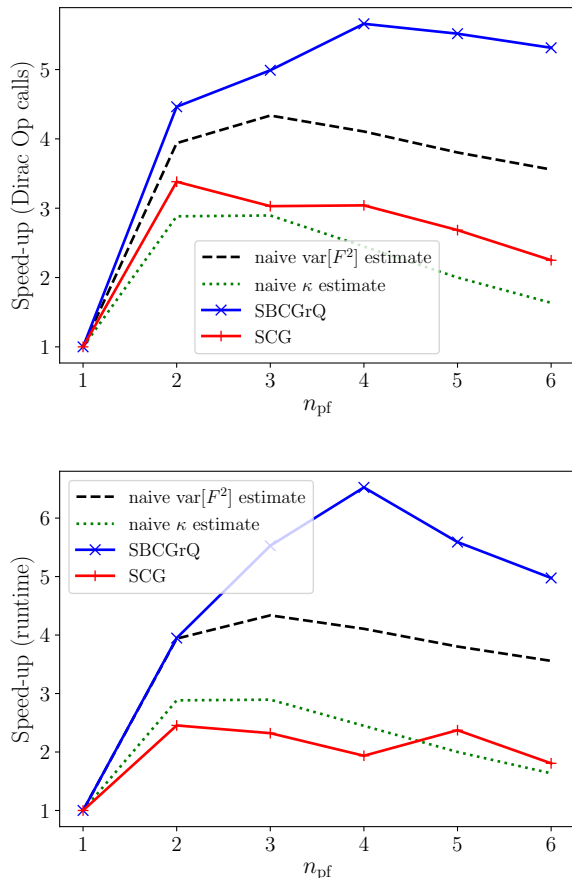 Speed-up (Dirac Op calls)
5
4
3
2
1
naive var[F²] estimate
naive κ estimate
SBCGrQ
SCG
1 2 3 4 5 6
n_pf
Speed-up (runtime)
6
5
4
3
2
1
naive var[F²] estimate
naive κ estimate
SBCGrQ
SCG
1 2 3 4 5 6
n_pf